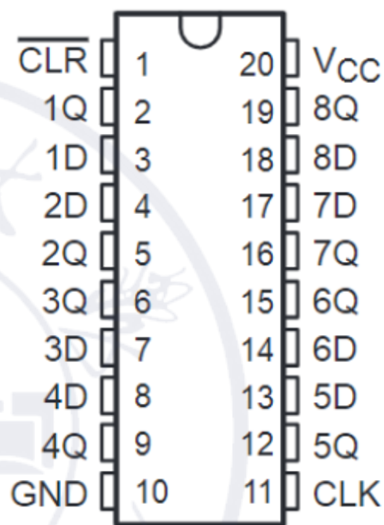 C̅L̅R̅ 1 20 VCC
1Q 2 19 8Q
1D 3 18 8D
2D 4 17 7D
2Q 5 16 7Q
3Q 6 15 6Q
3D 7 14 6D
4D 8 13 5D
4Q 9 12 5Q
GND 10 11 CLK